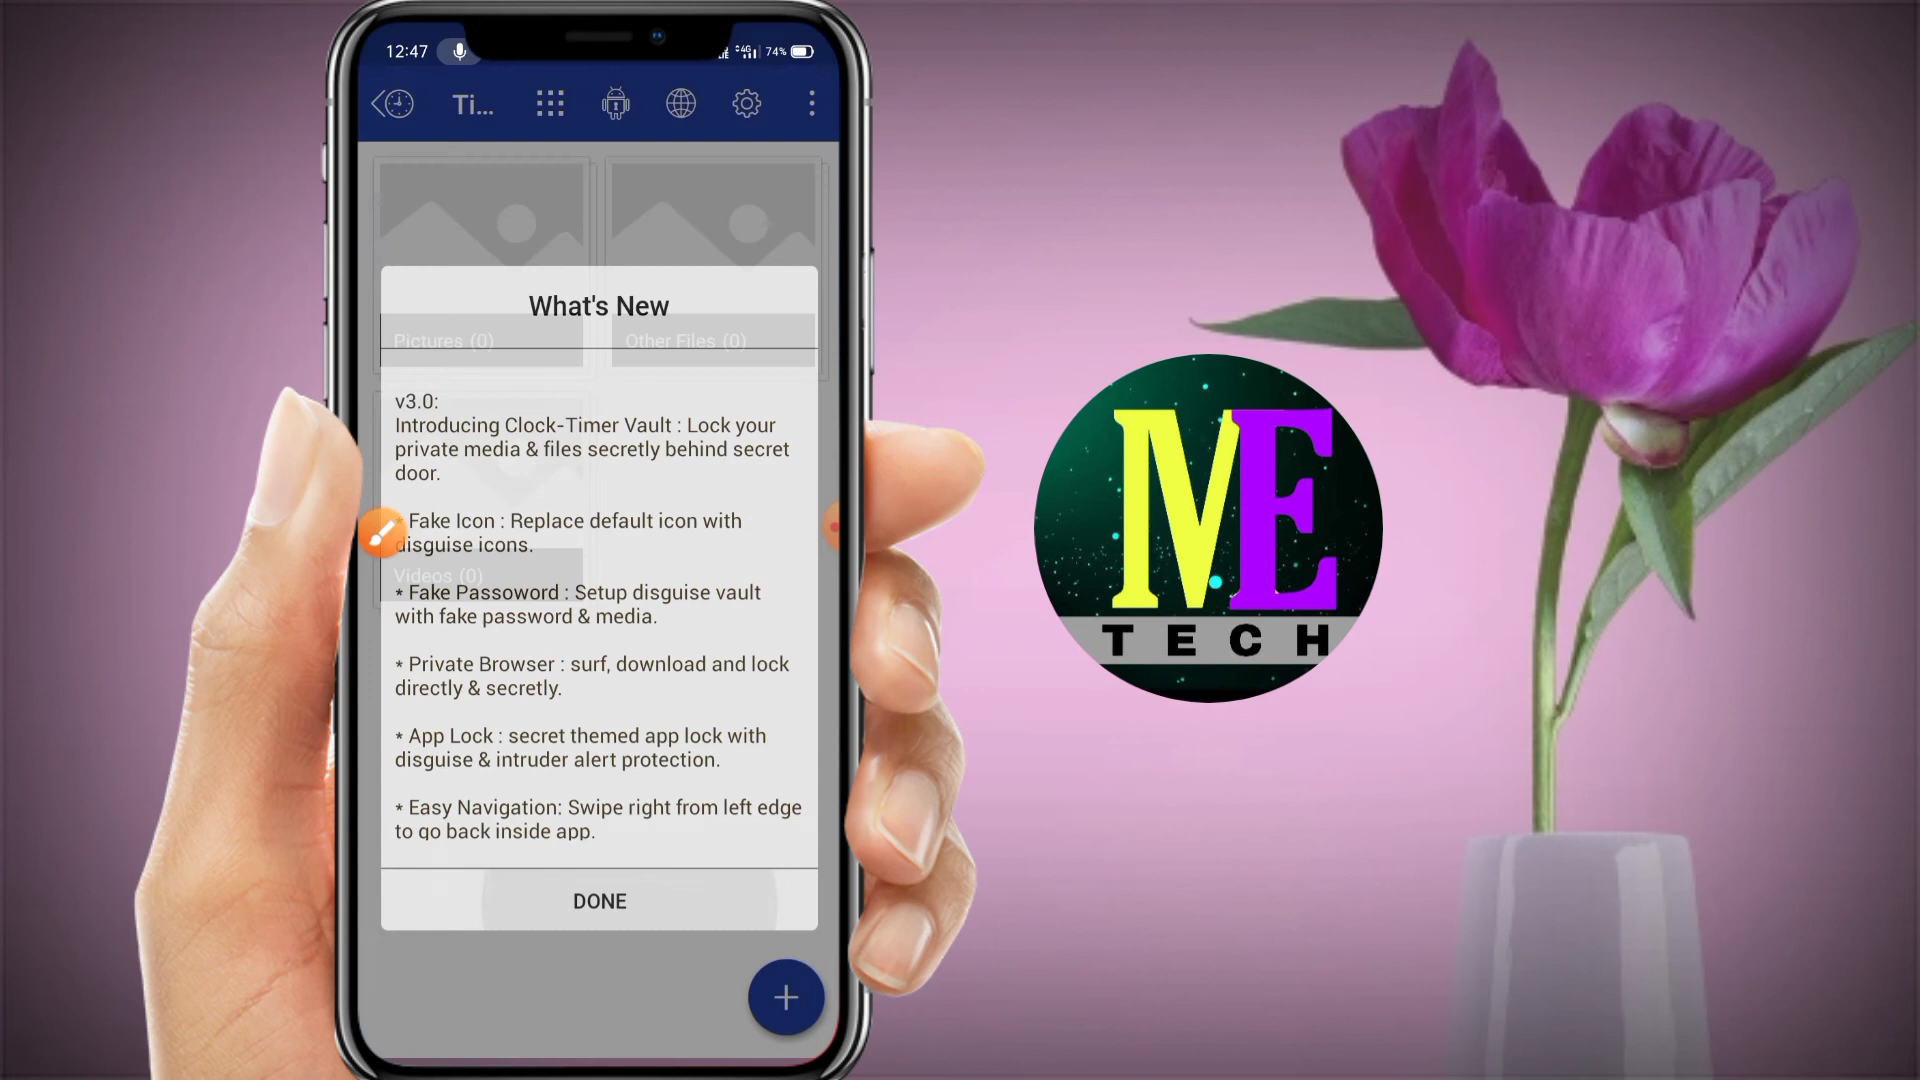 12:47
4G 74%
Ti...
What's New
Pictures (0)
Other Files (0)
v3.0:
Introducing Clock-Timer Vault : Lock your
private media & files secretly behind secret
door.
* Fake Icon : Replace default icon with
disguise icons.
Videos (0)
* Fake Passoword : Setup disguise vault
with fake password & media.
* Private Browser : surf, download and lock
directly & secretly.
* App Lock : secret themed app lock with
disguise & intruder alert protection.
* Easy Navigation: Swipe right from left edge
to go back inside app.
DONE
ME
TECH